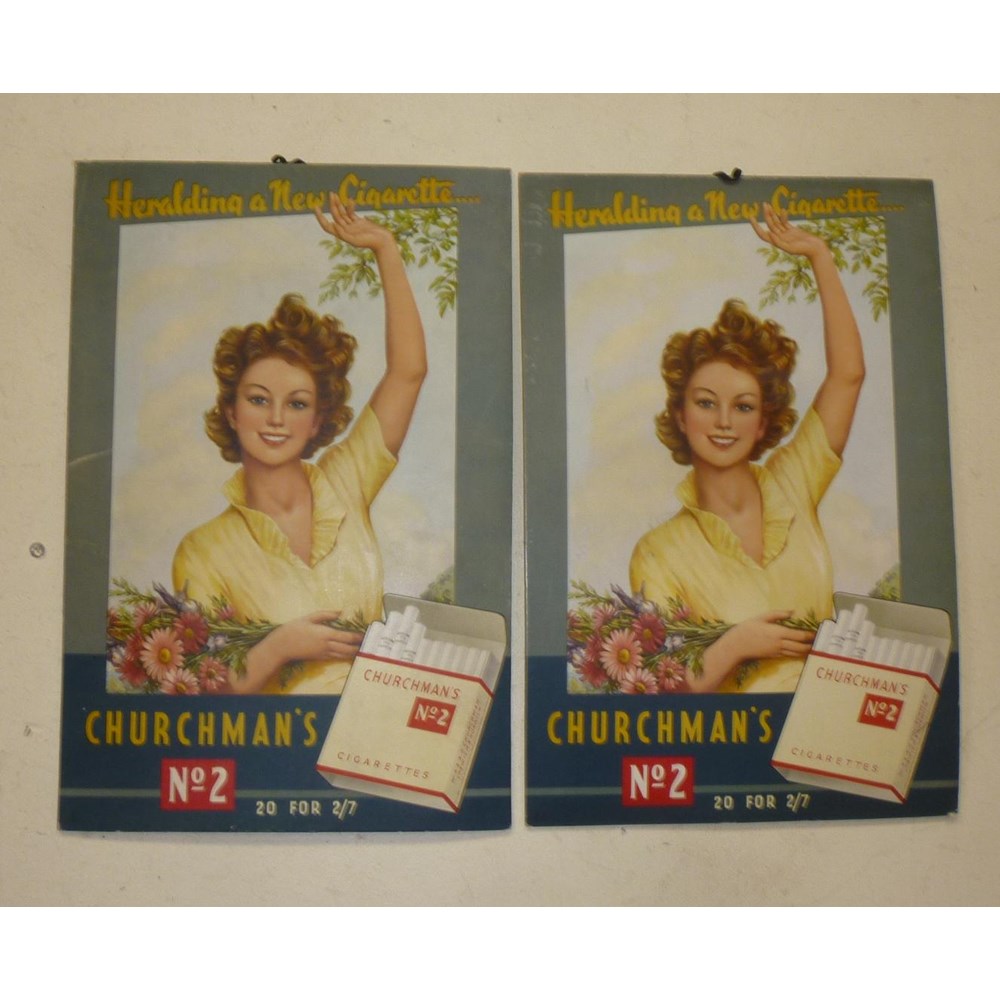 Heralding a New Cigarette....
CHURCHMAN'S
Nº2
CIGARETTES
CHURCHMAN'S
Nº2
20 FOR 2/7
Heralding a New Cigarette....
CHURCHMAN'S
Nº2
CIGARETTES
CHURCHMAN'S
Nº2
20 FOR 2/7